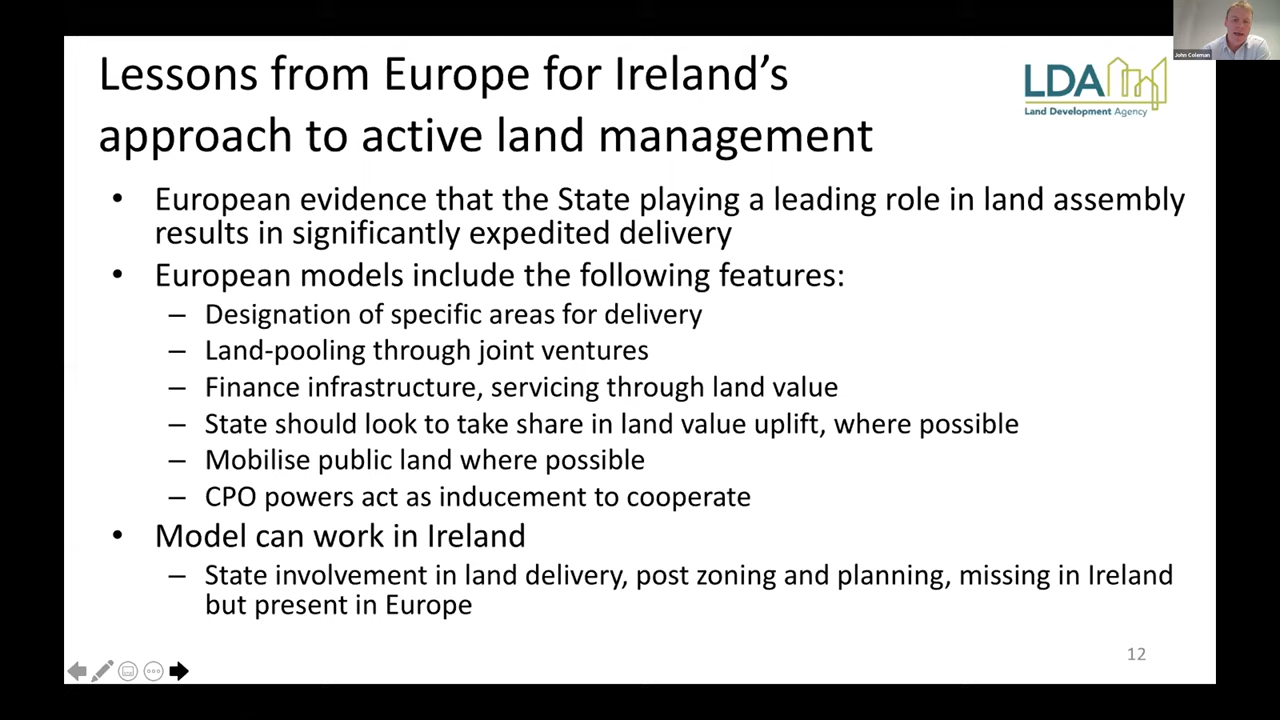 John Coleman
Lessons from Europe for Ireland's
approach to active land management
LDA
Land Development Agency
• European evidence that the State playing a leading role in land assembly
results in significantly expedited delivery
• European models include the following features:
– Designation of specific areas for delivery
– Land-pooling through joint ventures
– Finance infrastructure, servicing through land value
– State should look to take share in land value uplift, where possible
– Mobilise public land where possible
– CPO powers act as inducement to cooperate
• Model can work in Ireland
– State involvement in land delivery, post zoning and planning, missing in Ireland
but present in Europe
12